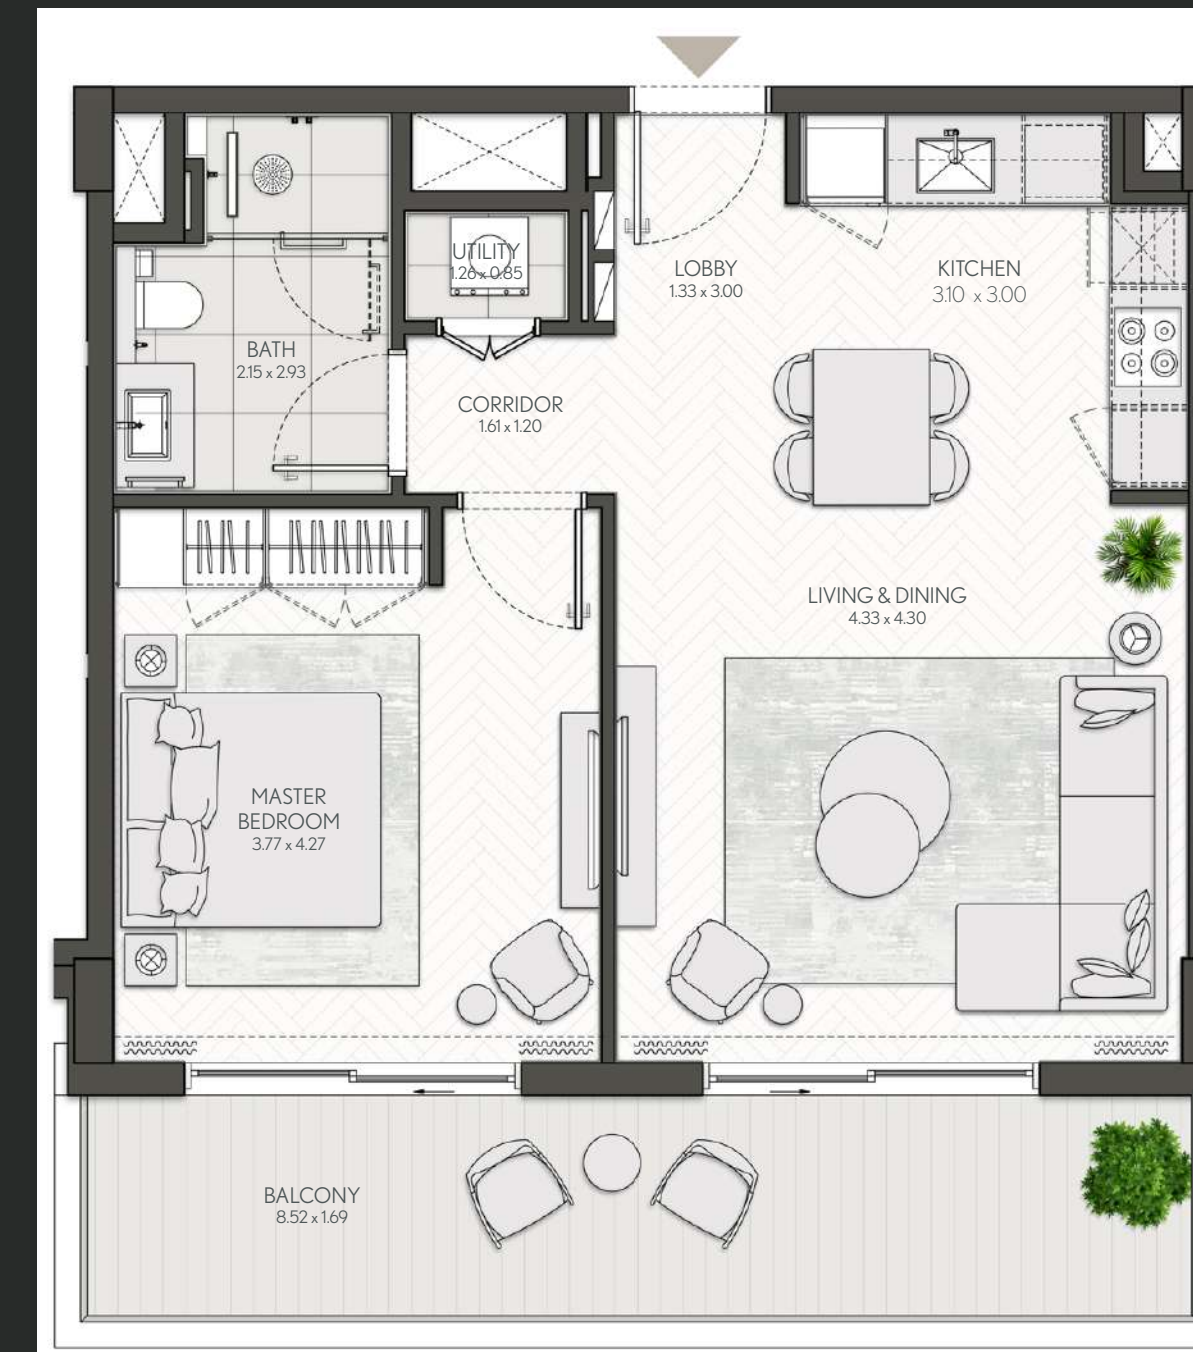 UTILITY
1.26 x 0.85
LOBBY
1.33 x 3.00
KITCHEN
3.10 x 3.00
BATH
2.15 x 2.93
CORRIDOR
1.61 x 1.20
LIVING & DINING
4.33 x 4.30
MASTER
BEDROOM
3.77 x 4.27
BALCONY
8.52 x 1.69